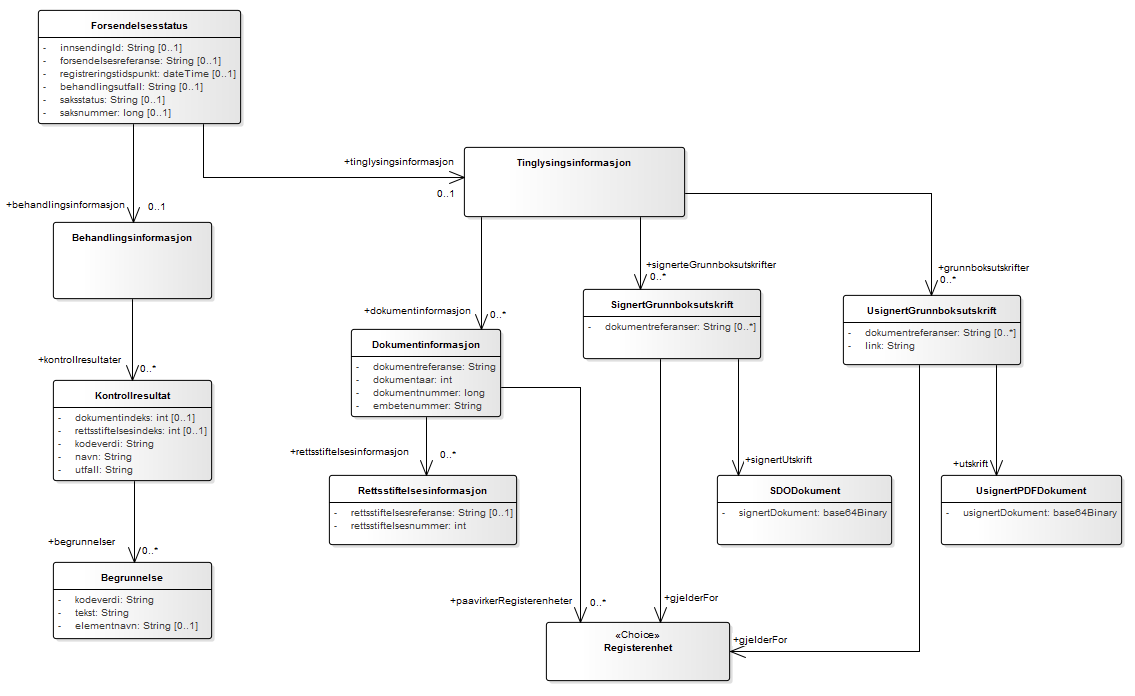 Forsendelsesstatus
- innsendingId: String [0..1]
- forsendelsesreferanse: String [0..1]
- registreringstidspunkt: dateTime [0..1]
- behandlingsutfall: String [0..1]
- saksstatus: String [0..1]
- saksnummer: long [0..1]
+tinglysingsinformasjon
0..1
Tinglysingsinformasjon
+behandlingsinformasjon
0..1
Behandlingsinformasjon
+signerteGrunnboksutskrifter
0..*
+grunnboksutskrifter
0..*
SignertGrunnboksutskrift
- dokumentreferanser: String [0..*]
UsignertGrunnboksutskrift
- dokumentreferanser: String [0..*]
- link: String
+dokumentinformasjon
0..*
Dokumentinformasjon
- dokumentreferanse: String
- dokumentaar: int
- dokumentnummer: long
- embetenummer: String
+kontrollresultater
0..*
Kontrollresultat
- dokumentindeks: int [0..1]
- rettsstiftelsesindeks: int [0..1]
- kodeverdi: String
- navn: String
- utfall: String
+rettsstiftelsesinformasjon
0..*
Rettsstiftelsesinformasjon
- rettsstiftelsesreferanse: String [0..1]
- rettsstiftelsesnummer: int
+signertUtskrift
SDODokument
- signertDokument: base64Binary
+utskrift
UsignertPDFDokument
- usignertDokument: base64Binary
+begrunnelser
0..*
Begrunnelse
- kodeverdi: String
- tekst: String
- elementnavn: String [0..1]
+paavirkerRegisterenheter
0..*
+gjelderFor
«Choice»
Registerenhet
+gjelderFor